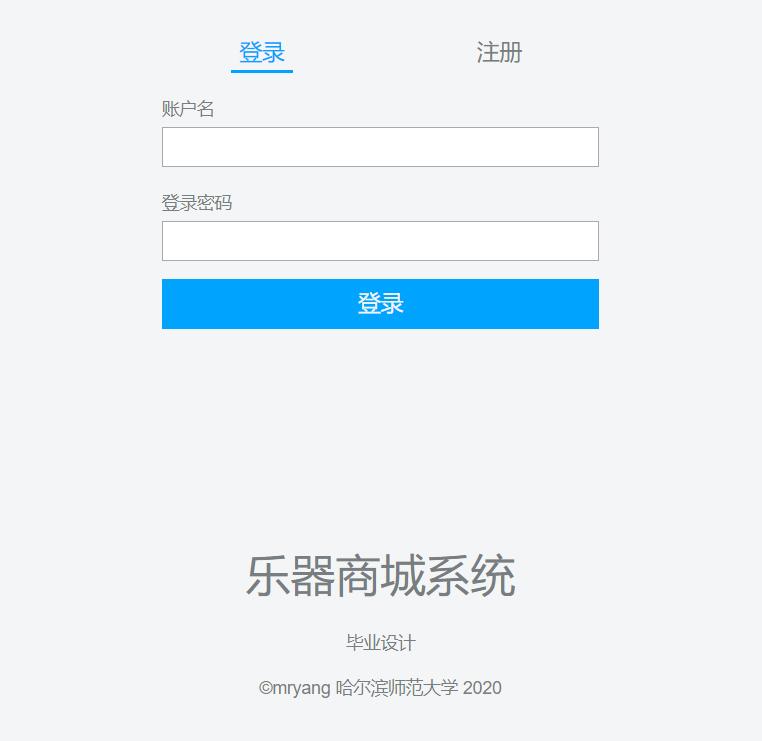 登录 注册
账户名
登录密码
登录
乐器商城系统
毕业设计
©mryang 哈尔滨师范大学 2020